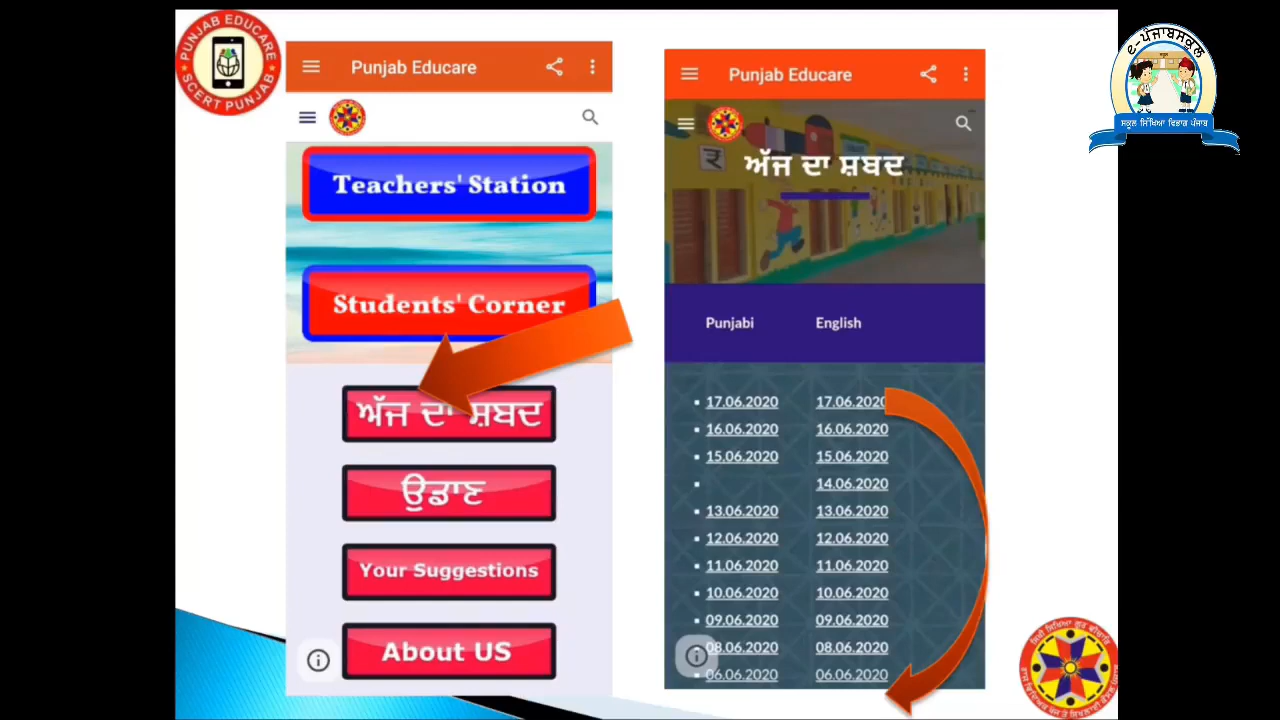 PUNJAB EDUCARE
SCERT PUNJAB
Punjab Educare
Teachers' Station
Students' Corner
ਅੱਜ ਦਾ ਸ਼ਬਦ
ਉਡਾਣ
Your Suggestions
About US
Punjab Educare
ਅੱਜ ਦਾ ਸ਼ਬਦ
Punjabi English
17.06.2020 17.06.2020
16.06.2020 16.06.2020
15.06.2020 15.06.2020
14.06.2020
13.06.2020 13.06.2020
12.06.2020 12.06.2020
11.06.2020 11.06.2020
10.06.2020 10.06.2020
09.06.2020 09.06.2020
08.06.2020 08.06.2020
06.06.2020 06.06.2020
e-ਪੰਜਾਬਸਕੂਲ
ਸਕੂਲ ਸਿੱਖਿਆ ਵਿਭਾਗ ਪੰਜਾਬ